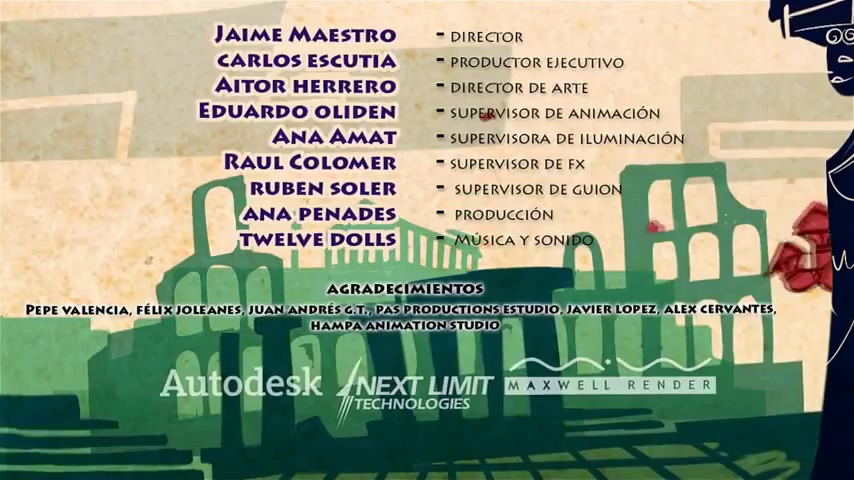 JAIME MAESTRO - DIRECTOR
CARLOS ESCUTIA - PRODUCTOR EJECUTIVO
AITOR HERRERO - DIRECTOR DE ARTE
EDUARDO OLIDEN - SUPERVISOR DE ANIMACIÓN
ANA AMAT - SUPERVISORA DE ILUMINACIÓN
RAUL COLOMER - SUPERVISOR DE FX
RUBEN SOLER - SUPERVISOR DE GUION
ANA PENADES - PRODUCCIÓN
TWELVE DOLLS - MÚSICA Y SONIDO
AGRADECIMIENTOS
PEPE VALENCIA, FÉLIX JOLEANES, JUAN ANDRÉS G.T., PAS PRODUCTIONS ESTUDIO, JAVIER LOPEZ, ALEX CERVANTES,
HAMPA ANIMATION STUDIO
Autodesk NEXT LIMIT MAXWELL RENDER
TECHNOLOGIES